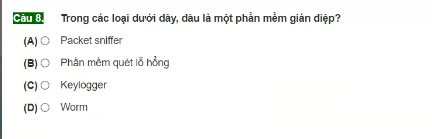 Câu 8. Trong các loại dưới đây, đâu là một phần mềm gián điệp?
(A) Packet sniffer
(B) Phần mềm quét lỗ hổng
(C) Keylogger
(D) Worm